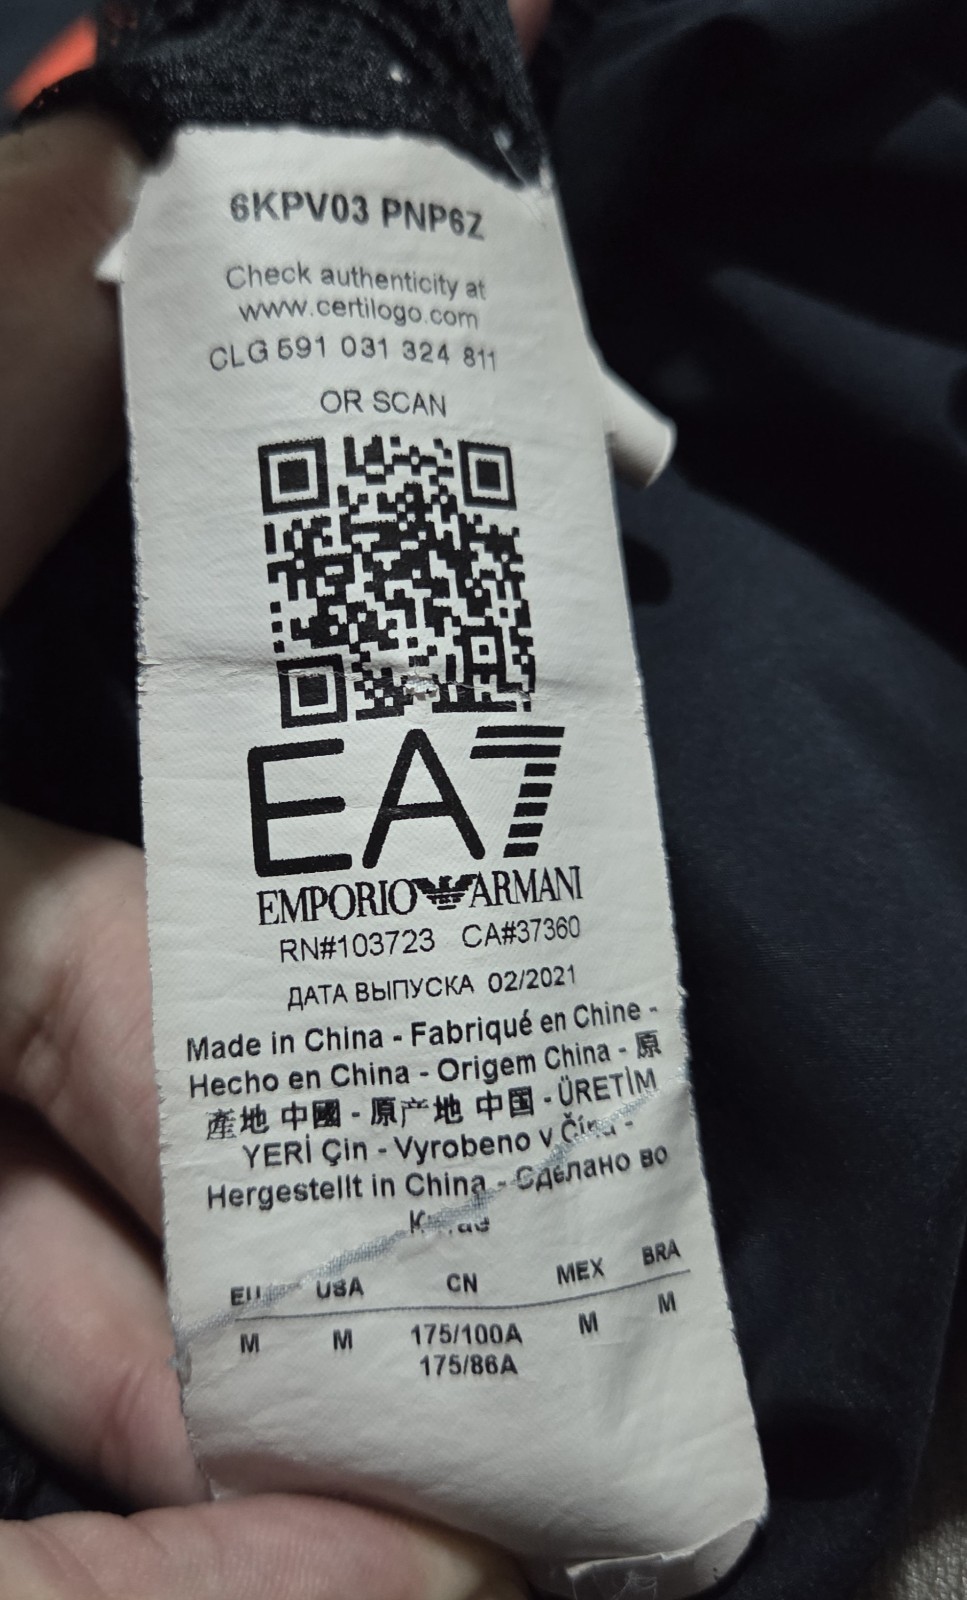 6KPV03 PNP6Z
Check authenticity at
www.certilogo.com
CLG 591 031 324 811
OR SCAN
EA7
EMPORIO ARMANI
RN#103723 CA#37360
ДАТА ВЫПУСКА 02/2021
Made in China - Fabriqué en Chine -
Hecho en China - Origem China - 原
產地 中國 - 原产地 中国 - ÜRETİM
YERİ Çin - Vyrobeno v -
Hergestellt in China - Сделано во
EU USA CN MEX BRA
M M 175/100A M M
175/86A